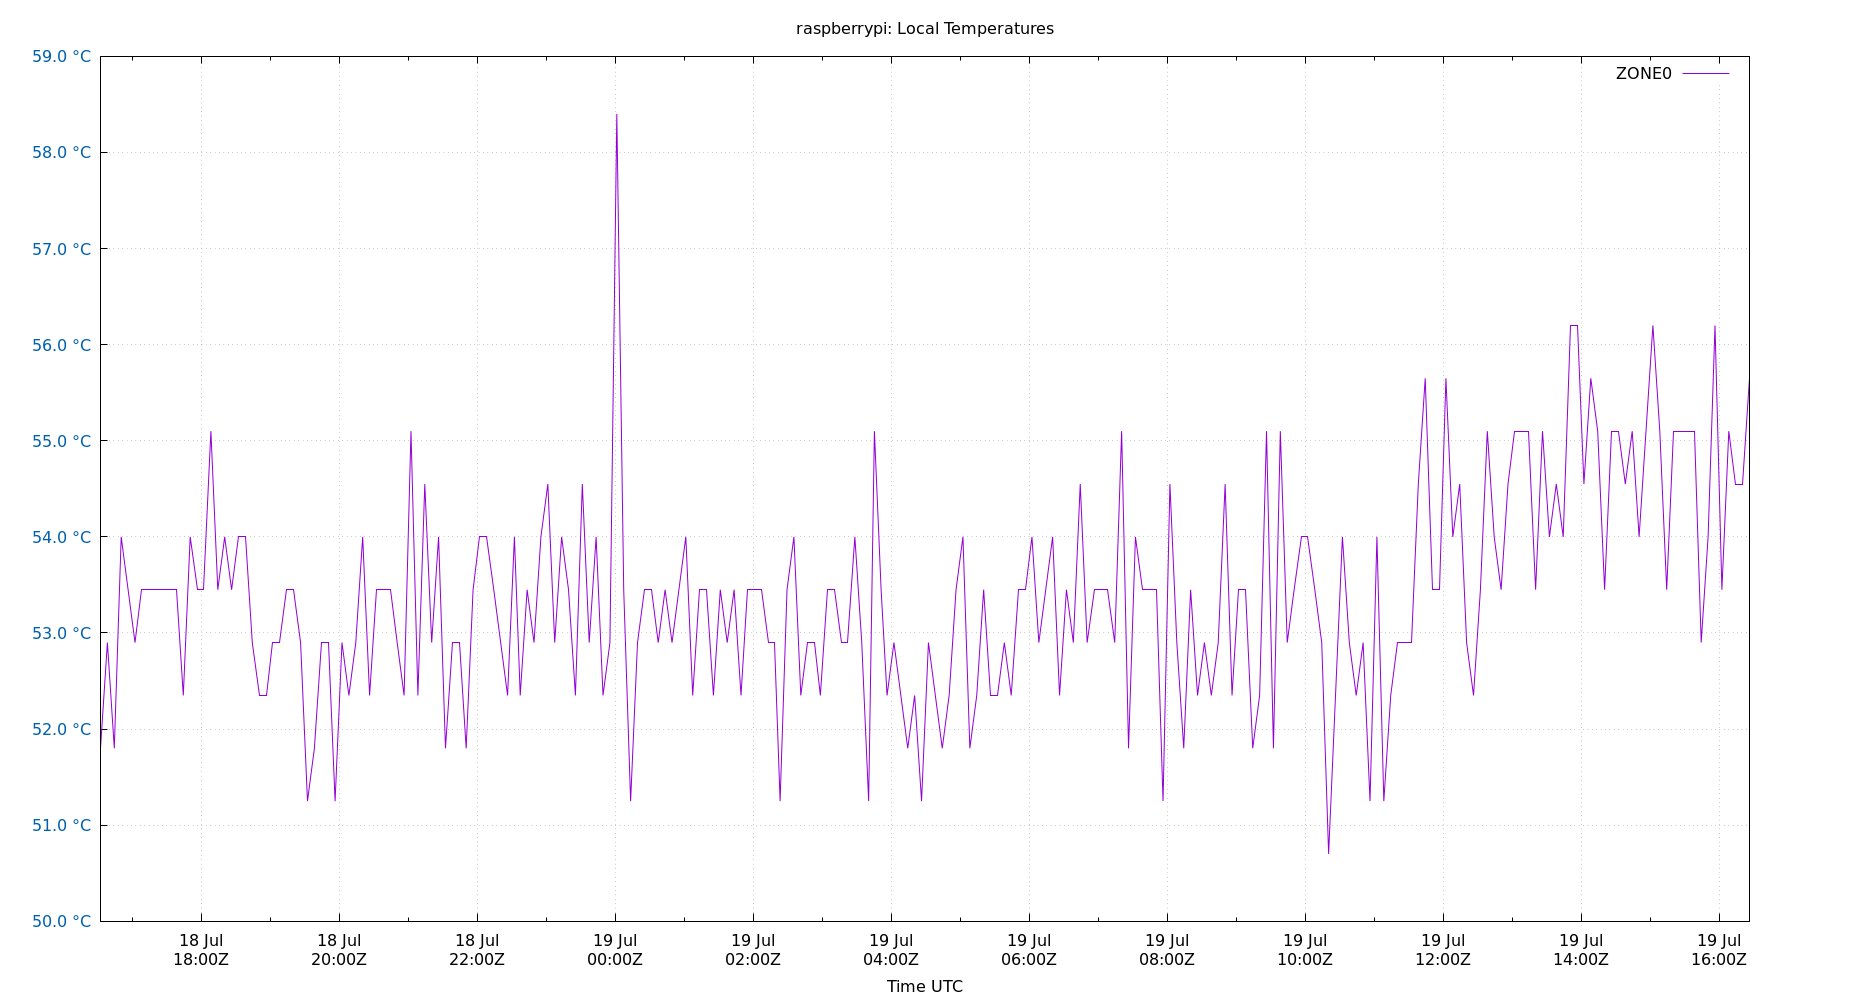 raspberrypi: Local Temperatures
59.0 °C
ZONE0
58.0 °C
57.0 °C
56.0 °C
55.0 °C
54.0 °C
53.0 °C
52.0 °C
51.0 °C
50.0 °C
18 Jul 18 Jul 18 Jul 19 Jul 19 Jul 19 Jul 19 Jul 19 Jul 19 Jul 19 Jul 19 Jul 19 Jul
18:00Z 20:00Z 22:00Z 00:00Z 02:00Z 04:00Z 06:00Z 08:00Z 10:00Z 12:00Z 14:00Z 16:00Z
Time UTC